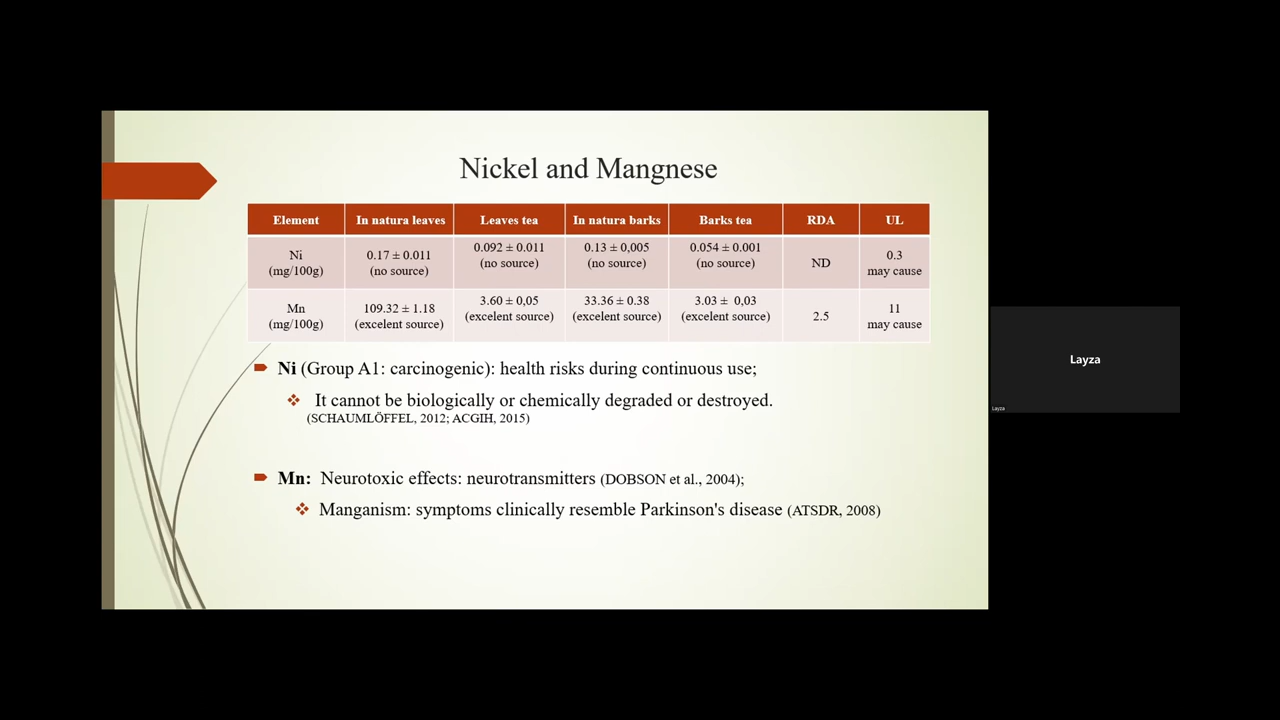 Nickel and Mangnese
Element In natura leaves Leaves tea In natura barks Barks tea RDA UL
Ni
(mg/100g)
0.17 ± 0.011
(no source)
0.092 ± 0.011
(no source)
0.13 ± 0,005
(no source)
0.054 ± 0.001
(no source)
ND
0.3
may cause
Mn
(mg/100g)
109.32 ± 1.18
(excelent source)
3.60 ± 0,05
(excelent source)
33.36 ± 0.38
(excelent source)
3.03 ± 0,03
(excelent source)
2.5
11
may cause
Ni (Group A1: carcinogenic): health risks during continuous use;
It cannot be biologically or chemically degraded or destroyed.
(SCHAUMLÖFFEL, 2012; ACGIH, 2015)
Mn: Neurotoxic effects: neurotransmitters (DOBSON et al., 2004);
Manganism: symptoms clinically resemble Parkinson's disease (ATSDR, 2008)
Layza
Layza